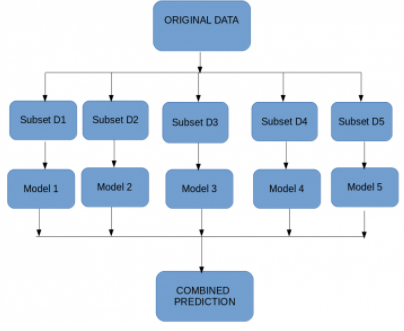 ORIGINAL DATA
Subset D1
Subset D2
Subset D3
Subset D4
Subset D5
Model 1
Model 2
Model 3
Model 4
Model 5
COMBINED
PREDICTION